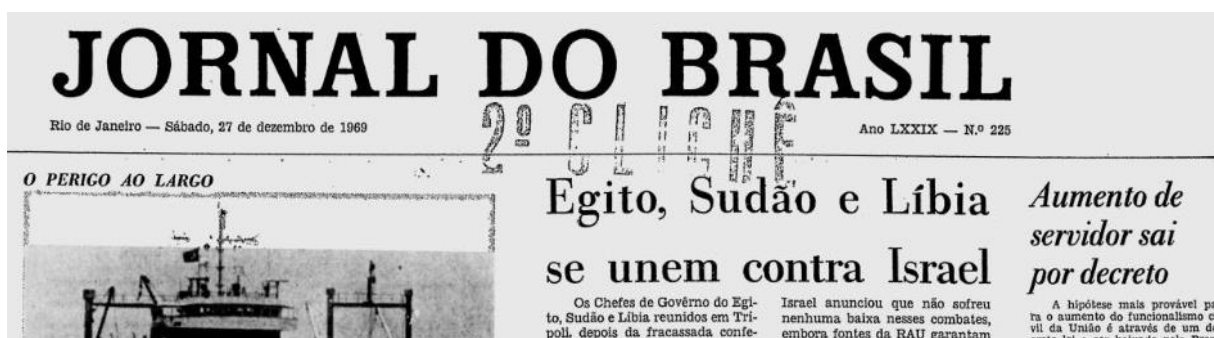 JORNAL DO BRASIL
2º CLICHÊ
Rio de Janeiro — Sábado, 27 de dezembro de 1969
Ano LXXIX — N.º 225
O PERIGO AO LARGO
Egito, Sudão e Líbia
se unem contra Israel
Os Chefes de Govêrno do Egi-
to, Sudão e Líbia reunidos em Trí-
poli, depois da fracassada confe-
Israel anunciou que não sofreu
nenhuma baixa nesses combates,
embora fontes da RAU garantam
Aumento de
servidor sai
por decreto
A hipótese mais provável pa-
ra o aumento do funcionalismo c
vil da União é através de um de